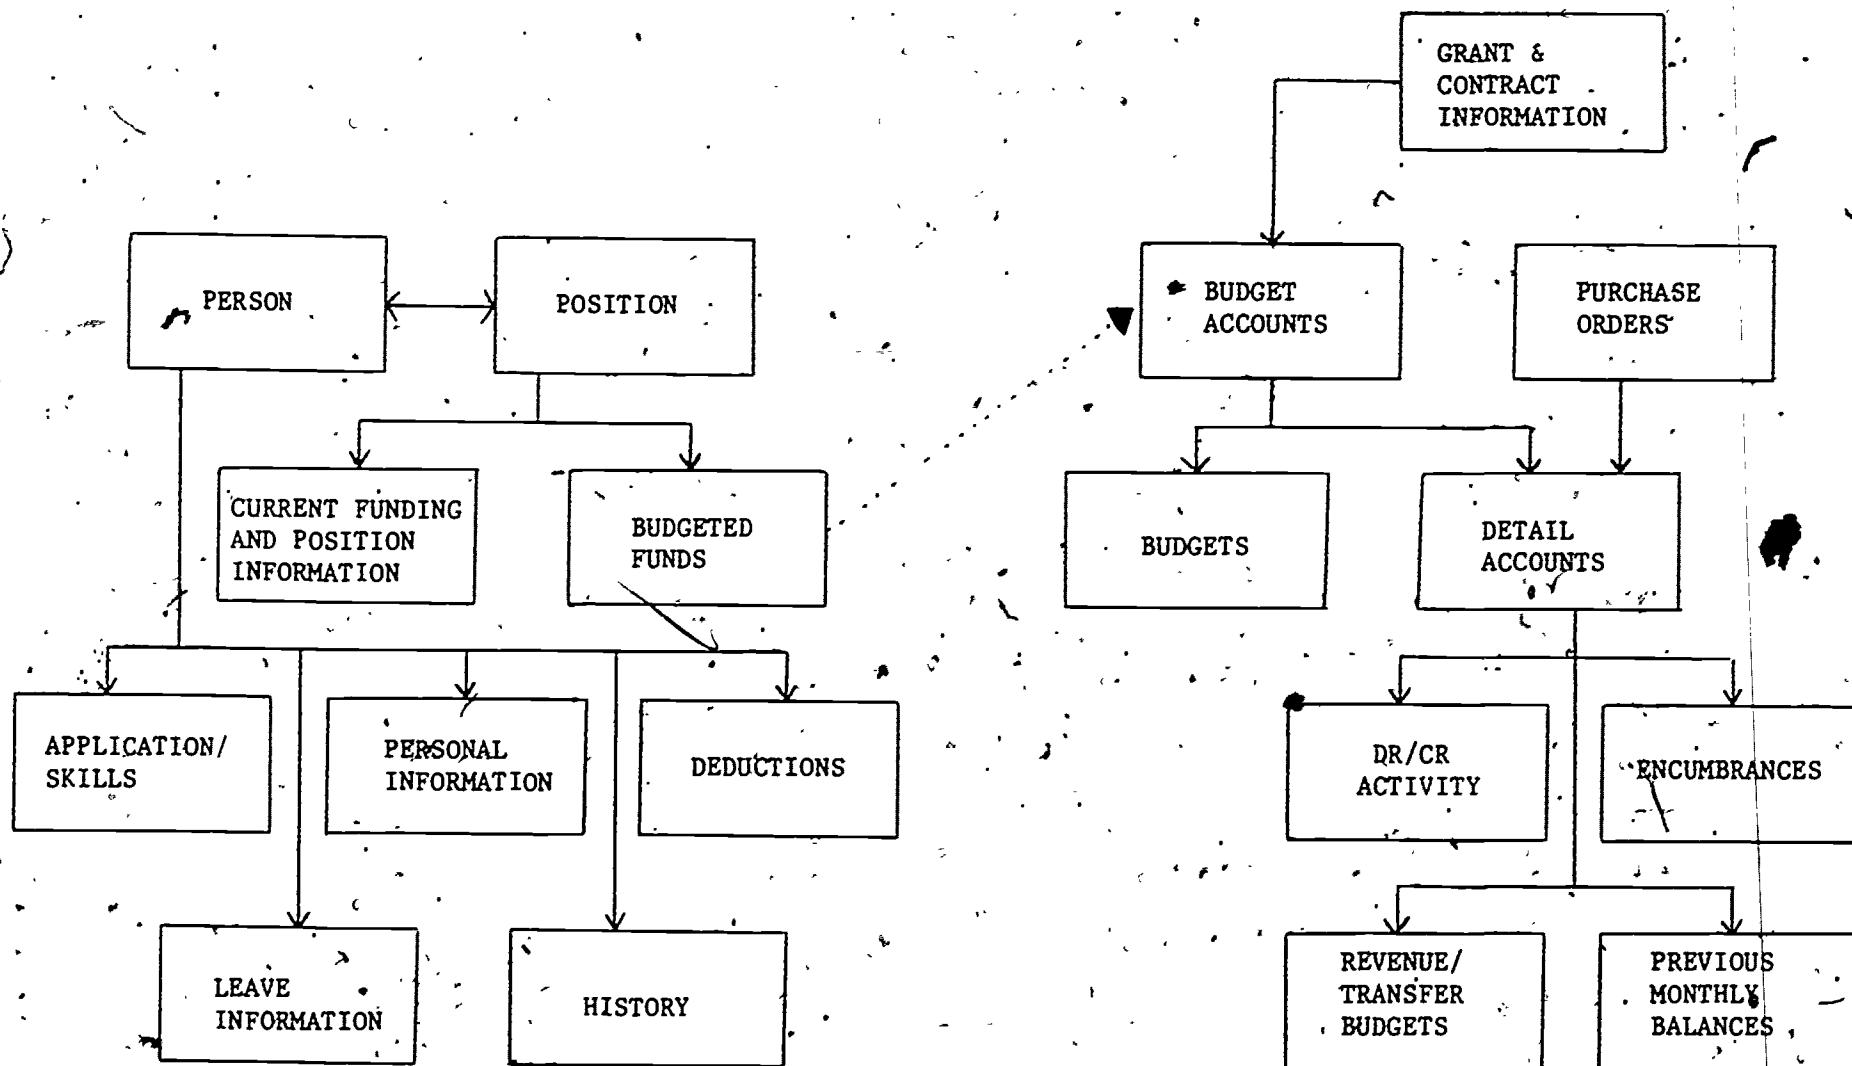 GRANT &
CONTRACT
INFORMATION
PERSON
POSITION
BUDGET
ACCOUNTS
PURCHASE
ORDERS
CURRENT FUNDING
AND POSITION
INFORMATION
BUDGETED
FUNDS
BUDGETS
DETAIL
ACCOUNTS
APPLICATION/
SKILLS
PERSONAL
INFORMATION
DEDUCTIONS
DR/CR
ACTIVITY
ENCUMBRANCES
LEAVE
INFORMATION
HISTORY
REVENUE/
TRANSFER
BUDGETS
PREVIOUS
MONTHLY
BALANCES